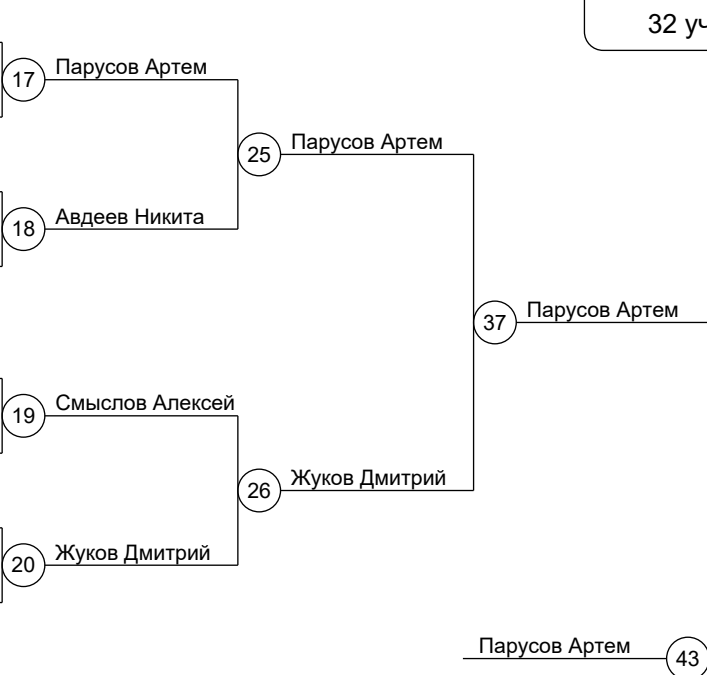 32 уч
17 Парусов Артем
25 Парусов Артем
18 Авдеев Никита
37 Парусов Артем
19 Смыслов Алексей
26 Жуков Дмитрий
20 Жуков Дмитрий
Парусов Артем 43